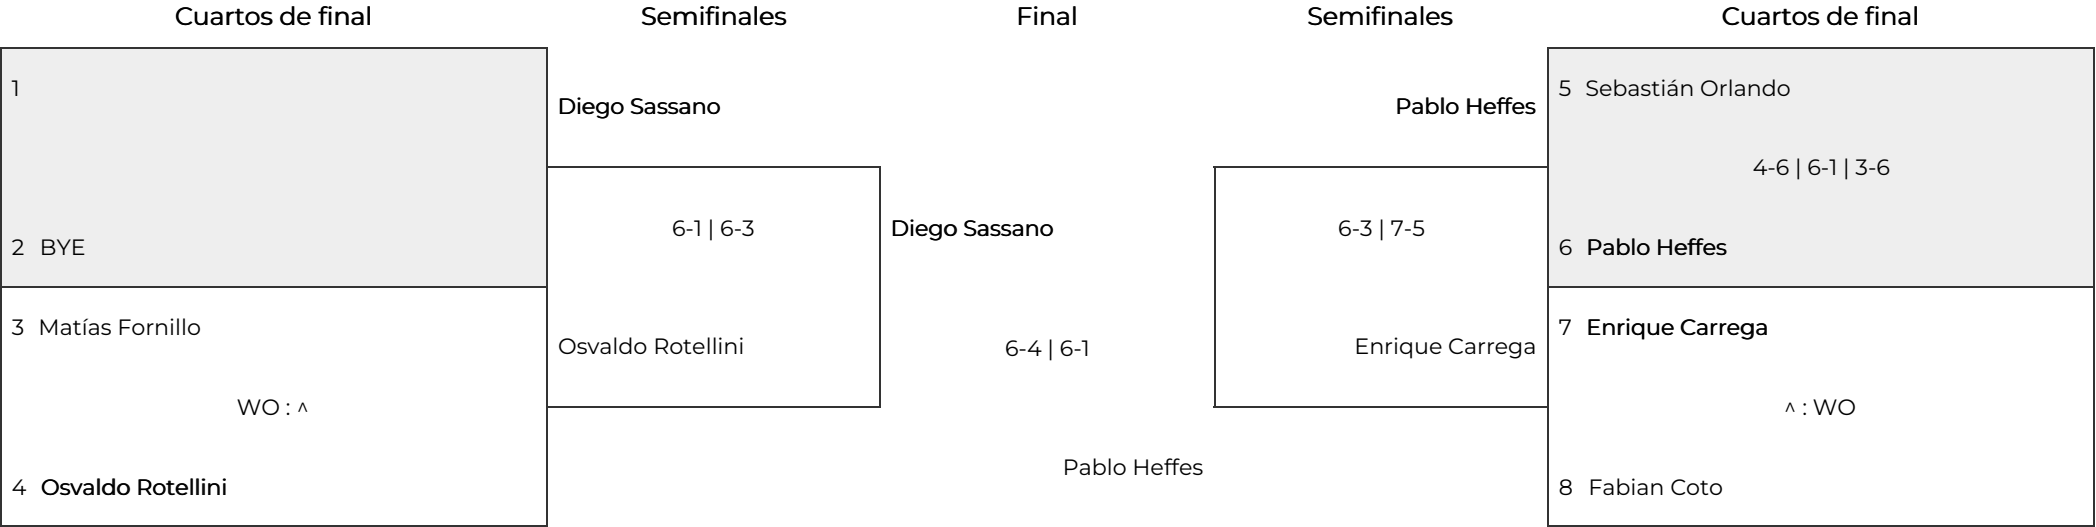 Cuartos de final
Semifinales
Final
Semifinales
Cuartos de final
1
2 BYE
3 Matías Fornillo
WO : ^
4 Osvaldo Rotellini
Diego Sassano
6-1 | 6-3
Osvaldo Rotellini
Diego Sassano
6-4 | 6-1
Pablo Heffes
Pablo Heffes
6-3 | 7-5
Enrique Carrega
5 Sebastián Orlando
4-6 | 6-1 | 3-6
6 Pablo Heffes
7 Enrique Carrega
^ : WO
8 Fabian Coto